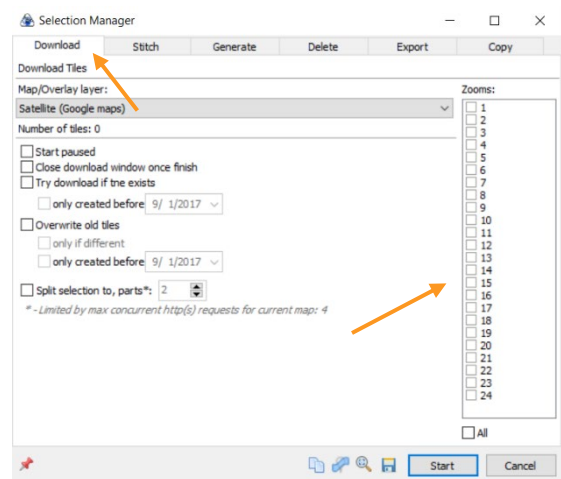 Selection Manager
Download Stitch Generate Delete Export Copy
Download Tiles
Map/Overlay layer:
Satellite (Google maps)
Number of tiles: 0
Start paused
Close download window once finish
Try download if tne exists
only created before 9/ 1/2017
Overwrite old tiles
only if different
only created before 9/ 1/2017
Split selection to, parts*: 2
* - Limited by max concurrent http(s) requests for current map: 4
Zooms:
1
2
3
4
5
6
7
8
9
10
11
12
13
14
15
16
17
18
19
20
21
22
23
24
All
Start Cancel